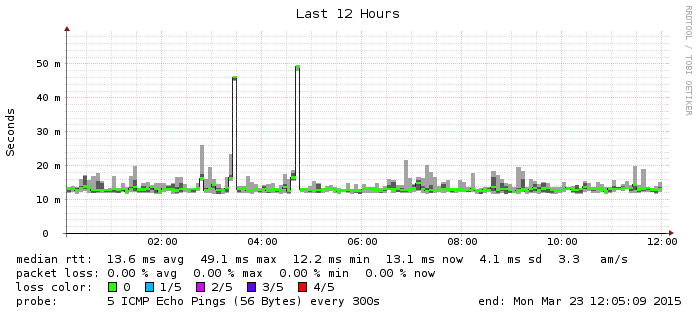 Last 12 Hours
RRDTOOL / TOBI OETIKER
Seconds
50 m
40 m
30 m
20 m
10 m
0
02:00 04:00 06:00 08:00 10:00 12:00
median rtt: 13.6 ms avg 49.1 ms max 12.2 ms min 13.1 ms now 4.1 ms sd 3.3 am/s
packet loss: 0.00 % avg 0.00 % max 0.00 % min 0.00 % now
loss color: 0 1/5 2/5 3/5 4/5
probe: 5 ICMP Echo Pings (56 Bytes) every 300s end: Mon Mar 23 12:05:09 2015